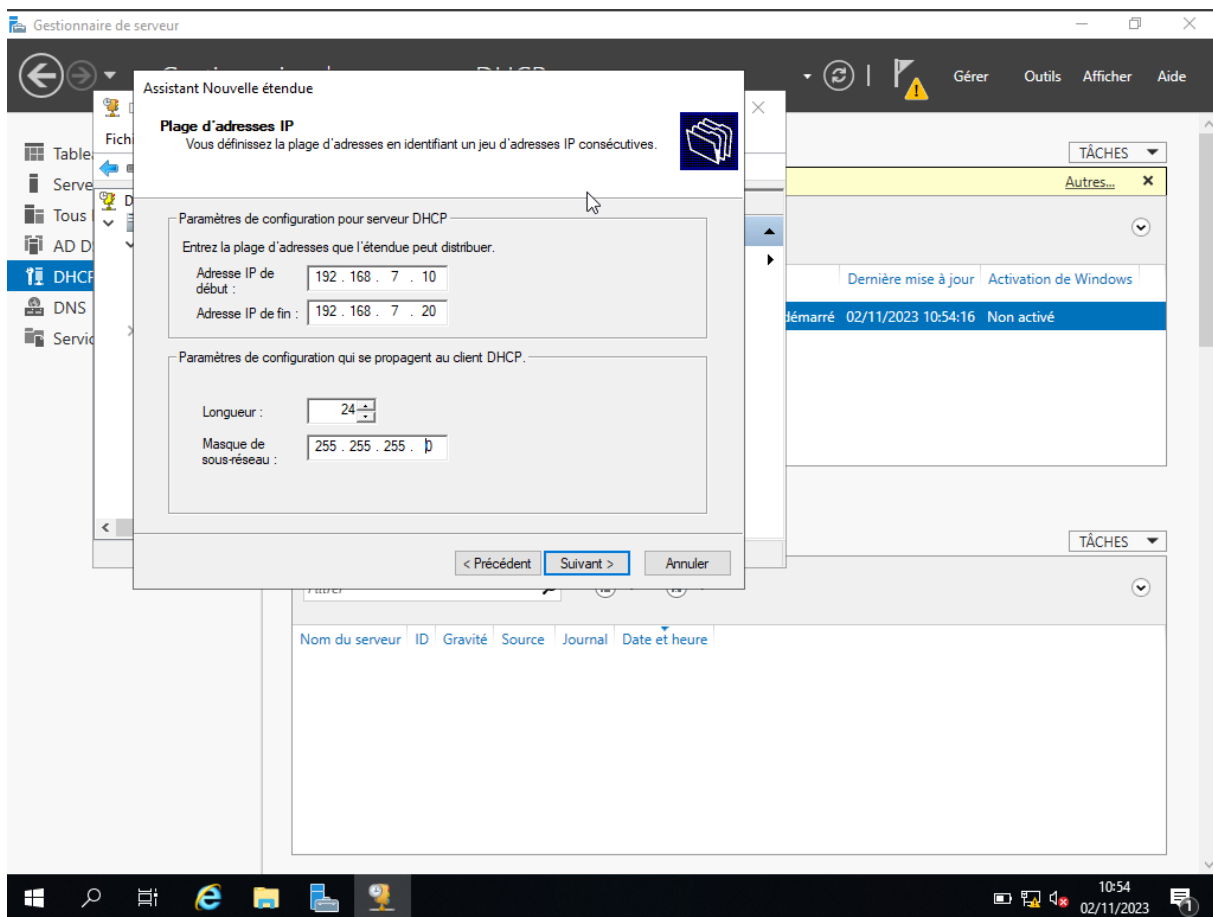 Gestionnaire de serveur
Gérer Outils Afficher Aide
Assistant Nouvelle étendue
Plage d'adresses IP
Vous définissez la plage d'adresses en identifiant un jeu d'adresses IP consécutives.
Fichi
Table
Serve
Tous
AD D
DHCP
DNS
Servic
D
TÂCHES
Autres...
Paramètres de configuration pour serveur DHCP
Entrez la plage d'adresses que l'étendue peut distribuer.
Adresse IP de
début :
192 . 168 . 7 . 10
Adresse IP de fin : 192 . 168 . 7 . 20
Dernière mise à jour Activation de Windows
démarré 02/11/2023 10:54:16 Non activé
Paramètres de configuration qui se propagent au client DHCP.
Longueur : 24
Masque de
sous-réseau :
255 . 255 . 255 . 0
< Précédent Suivant > Annuler
TÂCHES
Filtrer
Nom du serveur ID Gravité Source Journal Date et heure
10:54
02/11/2023
1